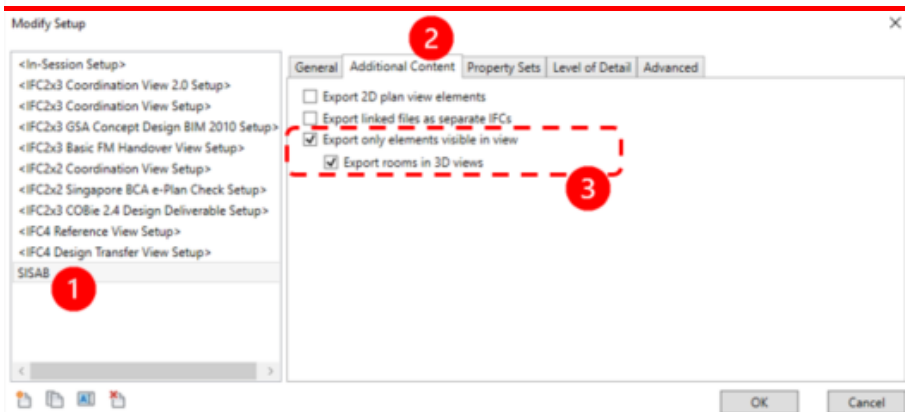 Modify Setup
2
<In-Session Setup>
<IFC2x3 Coordination View 2.0 Setup>
<IFC2x3 Coordination View Setup>
<IFC2x3 GSA Concept Design BIM 2010 Setup>
<IFC2x3 Basic FM Handover View Setup>
<IFC2x2 Coordination View Setup>
<IFC2x2 Singapore BCA e-Plan Check Setup>
<IFC2x3 COBie 2.4 Design Deliverable Setup>
<IFC4 Reference View Setup>
<IFC4 Design Transfer View Setup>
SISAB
1
General Additional Content Property Sets Level of Detail Advanced
Export 2D plan view elements
Export linked files as separate IFCs
Export only elements visible in view
Export rooms in 3D views
3
OK Cancel